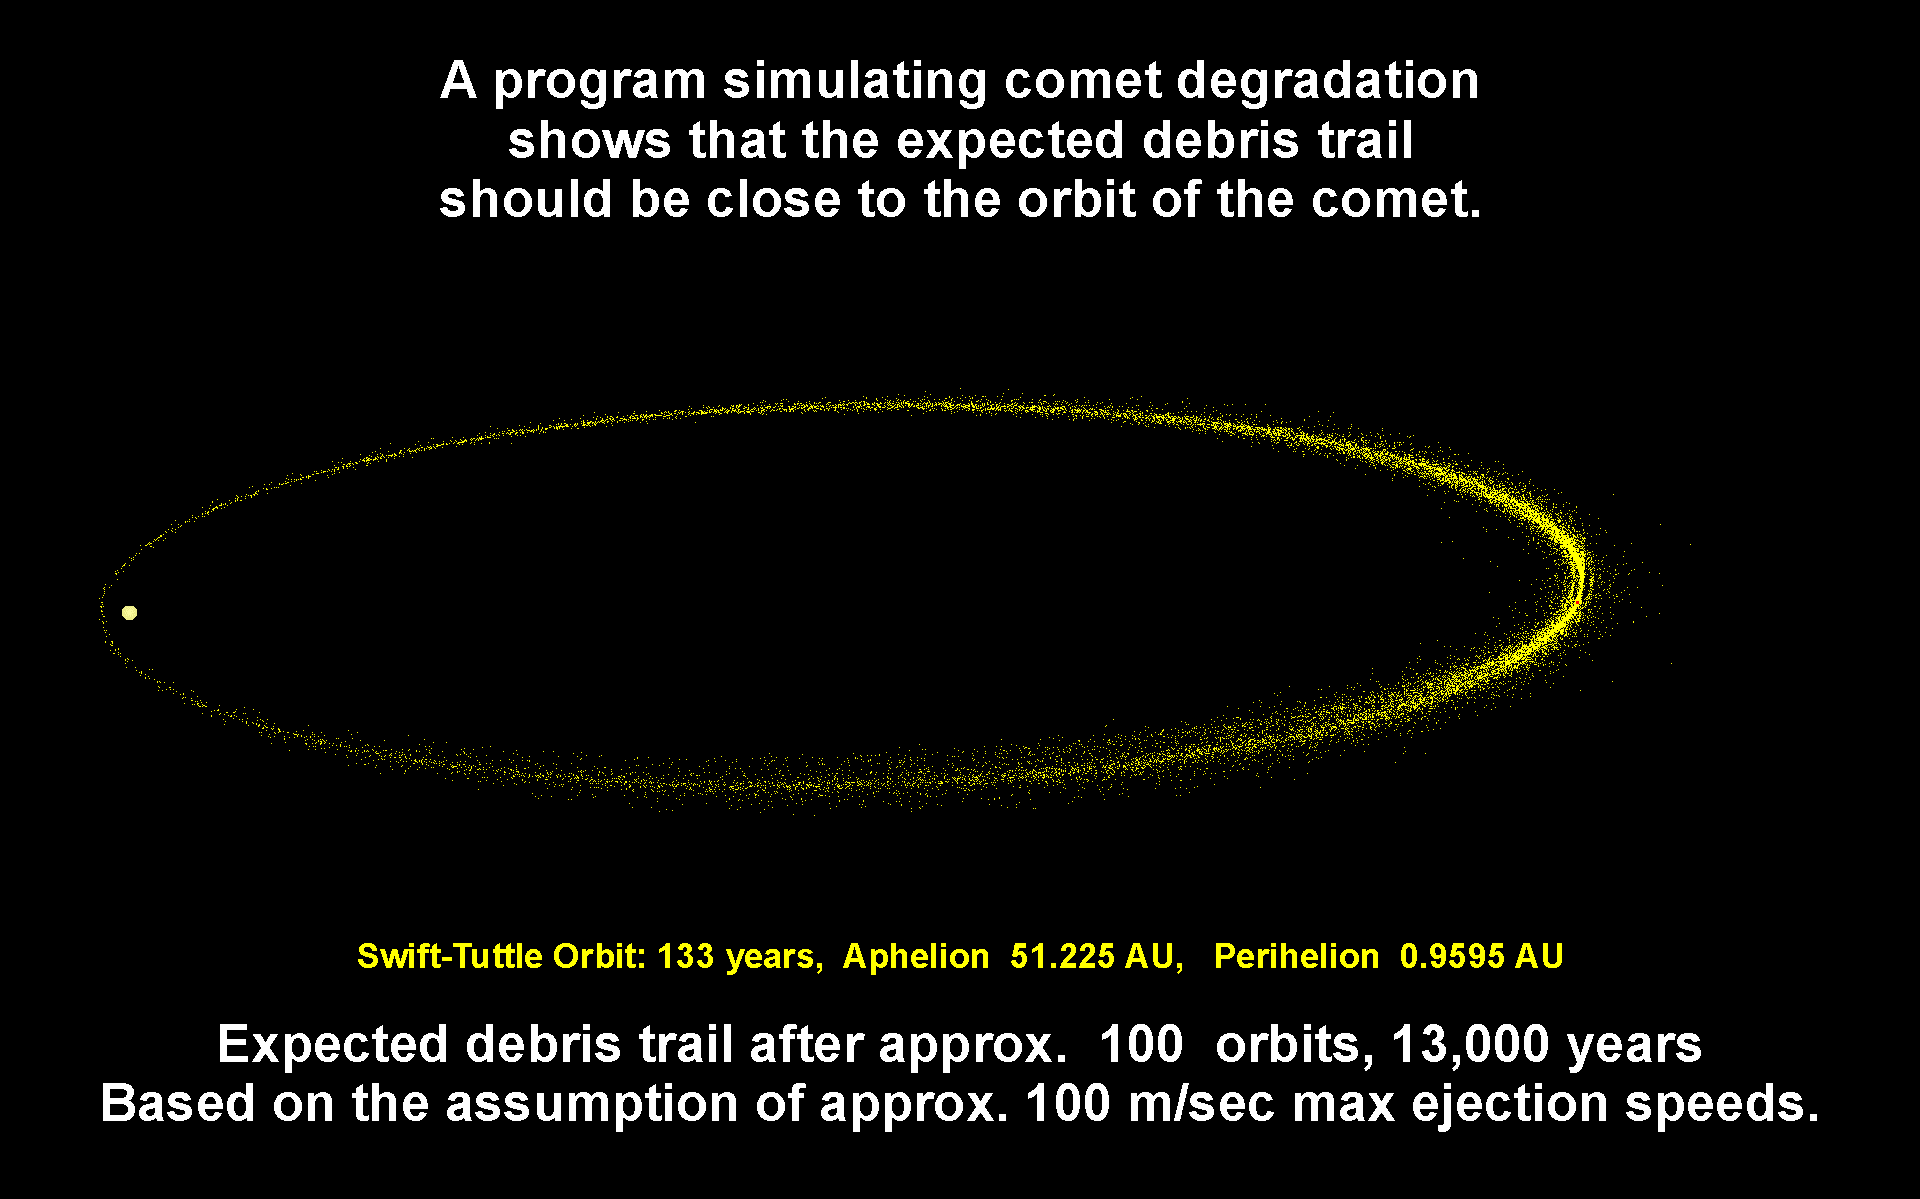 A program simulating comet degradation
shows that the expected debris trail
should be close to the orbit of the comet.
Swift-Tuttle Orbit: 133 years,  Aphelion  51.225 AU,   Perihelion  0.9595 AU
Expected debris trail after approx.  100  orbits, 13,000 years
Based on the assumption of approx. 100 m/sec max ejection speeds.